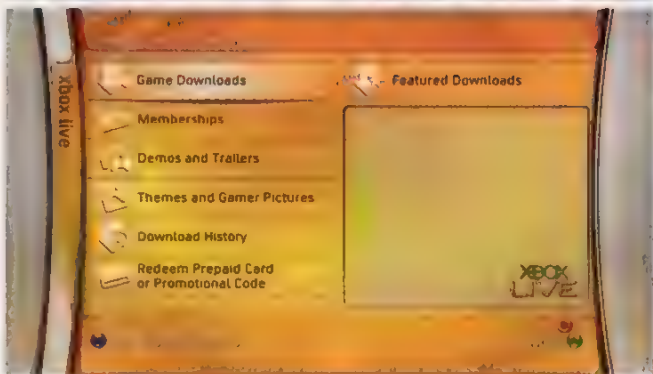 xbox live
Game Downloads
Featured Downloads
Memberships
Demos and Trailers
Themes and Gamer Pictures
Download History
Redeem Prepaid Card
or Promotional Code
XBOX
LIVE